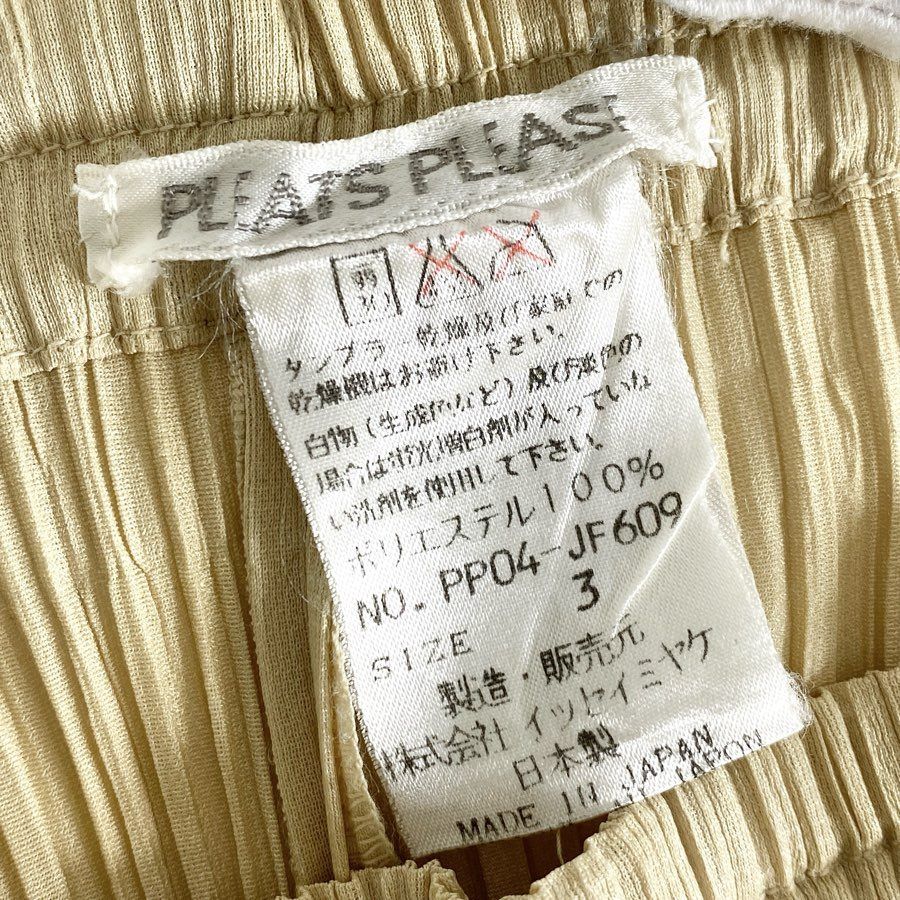 PLEATS PLEASE
タンブラー乾燥及び家庭での
乾燥機はお避け下さい。
白物(生成色など)及び淡色の
場合は蛍光増白剤が入っていな
い洗剤を使用して下さい。
ポリエステル100%
NO. PP04-JF609
SIZE 3
製造・販売元
株式会社 イッセイミヤケ
日本製
MADE IN JAPAN
JAPON